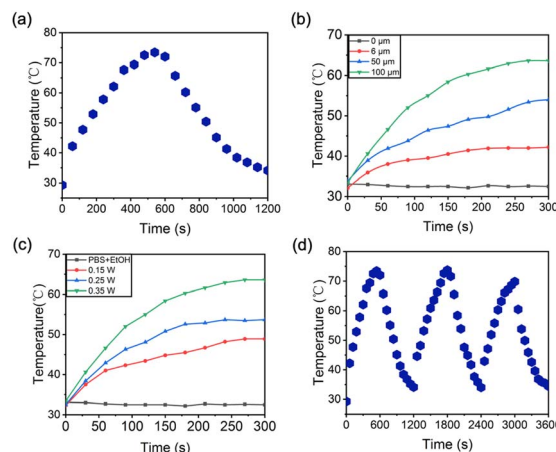 (a)
Temperature (℃)
80
70
60
50
40
30
0 200 400 600 800 1000 1200
Time (s)
(b)
Temperature (℃)
70
60
50
40
30
0 μm
6 μm
50 μm
100 μm
0 50 100 150 200 250 300
Time (s)
(c)
Temperature(℃)
70
60
50
40
30
PBS+EtOH
0.15 W
0.25 W
0.35 W
0 50 100 150 200 250 300
Time (s)
(d)
Temperature (℃)
80
70
60
50
40
30
0 600 1200 1800 2400 3000 3600
Time (s)